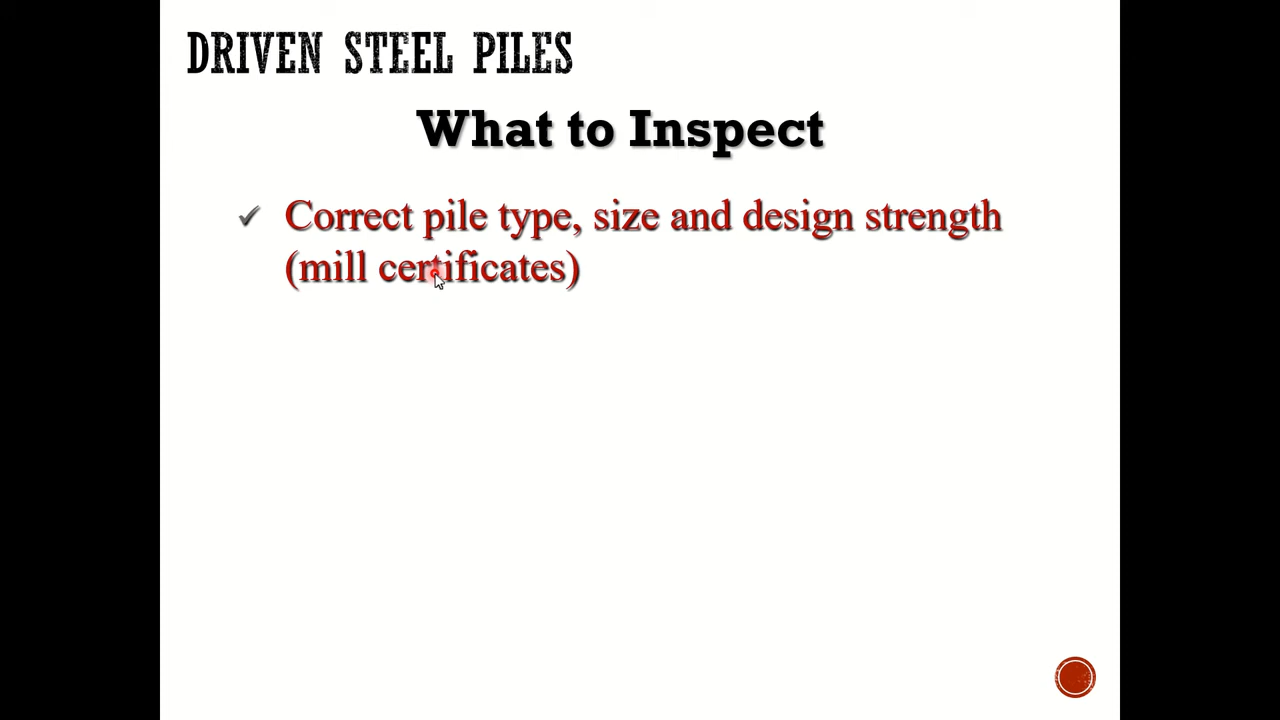 DRIVEN STEEL PILES
What to Inspect
✓ Correct pile type, size and design strength
(mill certificates)